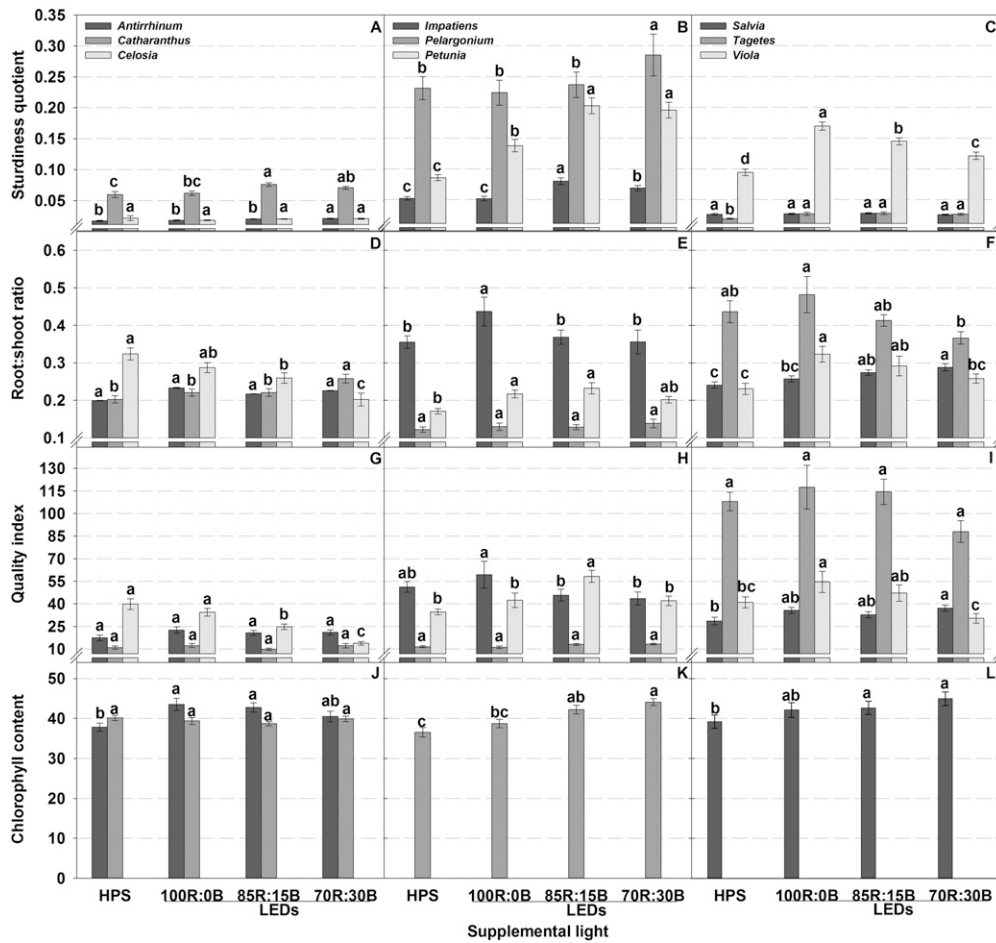 0.35 A B C
Antirrhinum Impatiens Salvia
Catharanthus Pelargonium Tagetes
Celosia Petunia Viola
Sturdiness quotient
0.30
0.25
0.20
0.15
0.10
0.05
b c a b bc a b a a b ab a
c b c c b b a b a b a a
a b d a a a a a b a a c
D E F
Root:shoot ratio
0.6
0.5
0.4
0.3
0.2
0.1
a b a a b ab a b b a a c
b a b a a a b a a b a ab
c ab c bc a a ab b ab a b bc
G H I
Quality index
130
115
100
85
70
55
40
25
10
a a a a a a a a b a a c
ab a b a a b b a a b a b
b a bc ab a a ab a ab a a c
J K L
Chlorophyll content
50
40
30
20
10
0
b a a a a a ab a
c bc ab a
b ab a a
HPS 100R:0B 85R:15B 70R:30B HPS 100R:0B 85R:15B 70R:30B HPS 100R:0B 85R:15B 70R:30B
LEDs LEDs LEDs
Supplemental light